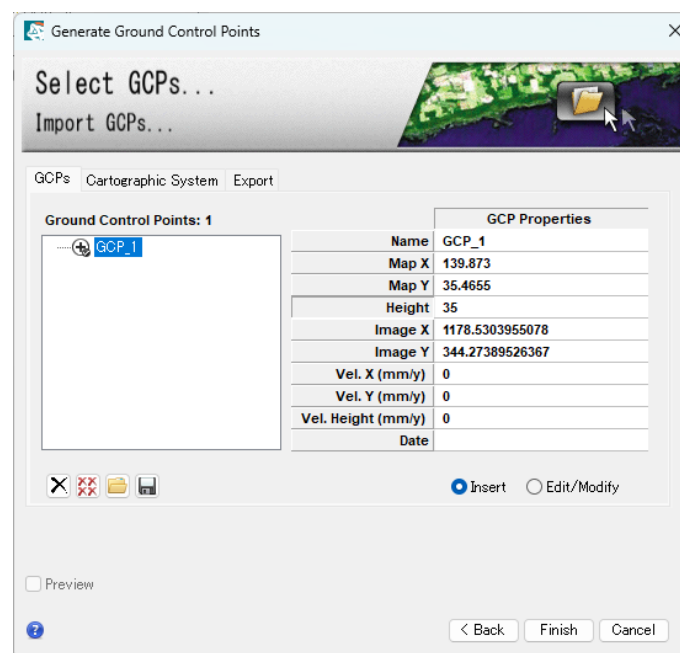 Generate Ground Control Points
Select GCPs...
Import GCPs...
GCPs Cartographic System Export
Ground Control Points: 1
GCP_1
GCP Properties
Name GCP_1
Map X 139.873
Map Y 35.4655
Height 35
Image X 1178.5303955078
Image Y 344.27389526367
Vel. X (mm/y) 0
Vel. Y (mm/y) 0
Vel. Height (mm/y) 0
Date
Insert Edit/Modify
Preview
< Back Finish Cancel